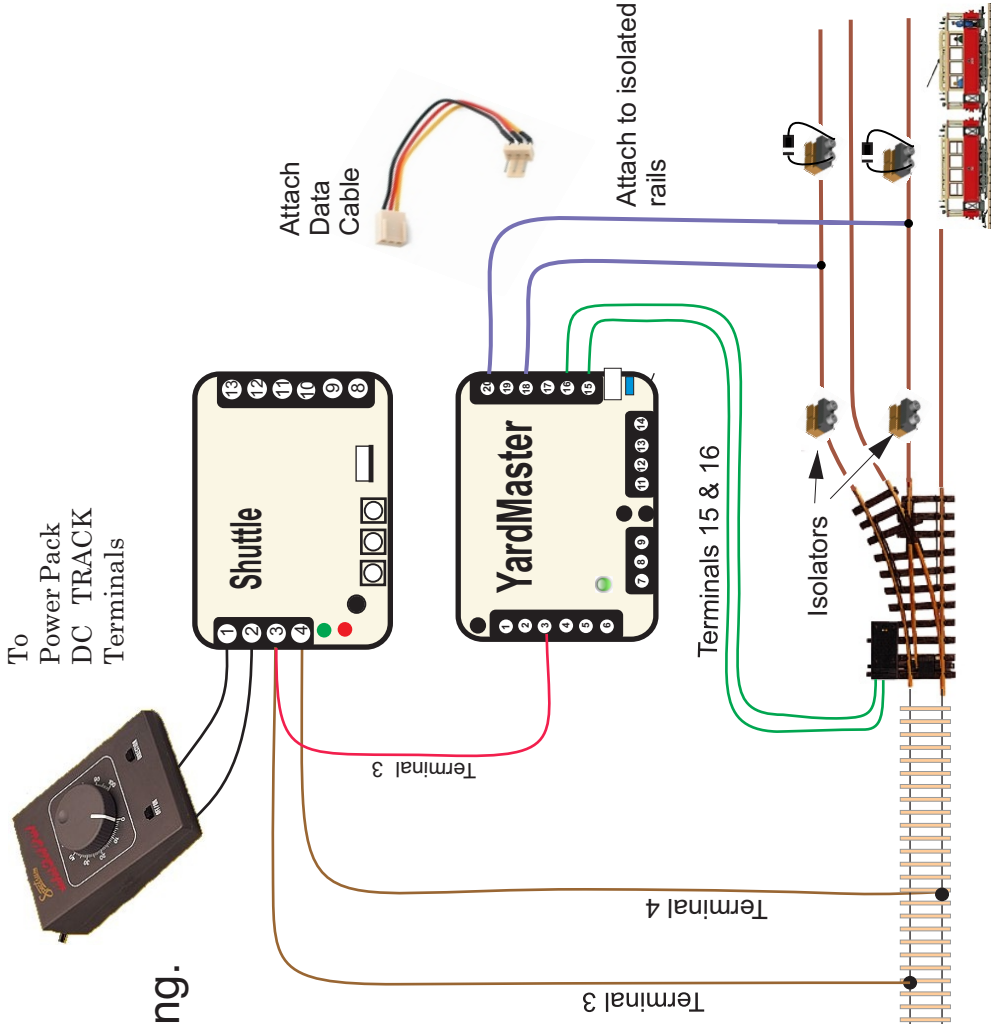 To
Power Pack
DC TRACK
Terminals
ng.
Shuttle
1
2
3
4
13
12
11
10
9
8
Attach
Data
Cable
YardMaster
1
2
3
4
5
6
7
8
9
11
12
13
14
20
19
18
17
16
15
Attach to isolated
rails
Terminal 3
Terminals 15 & 16
Isolators
Terminal 4
Terminal 3